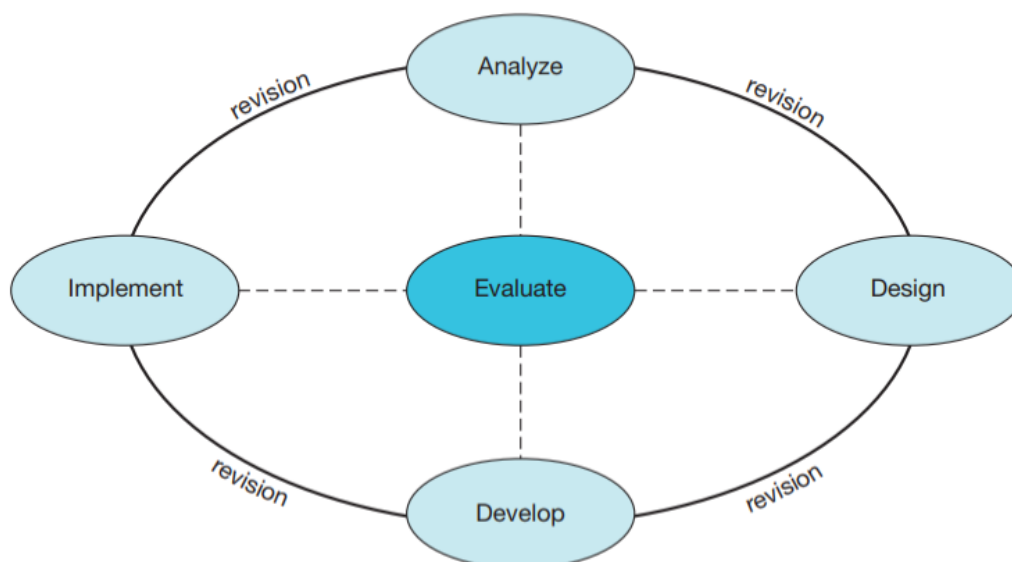 Analyze
revision
revision
Implement
Evaluate
Design
revision
revision
Develop